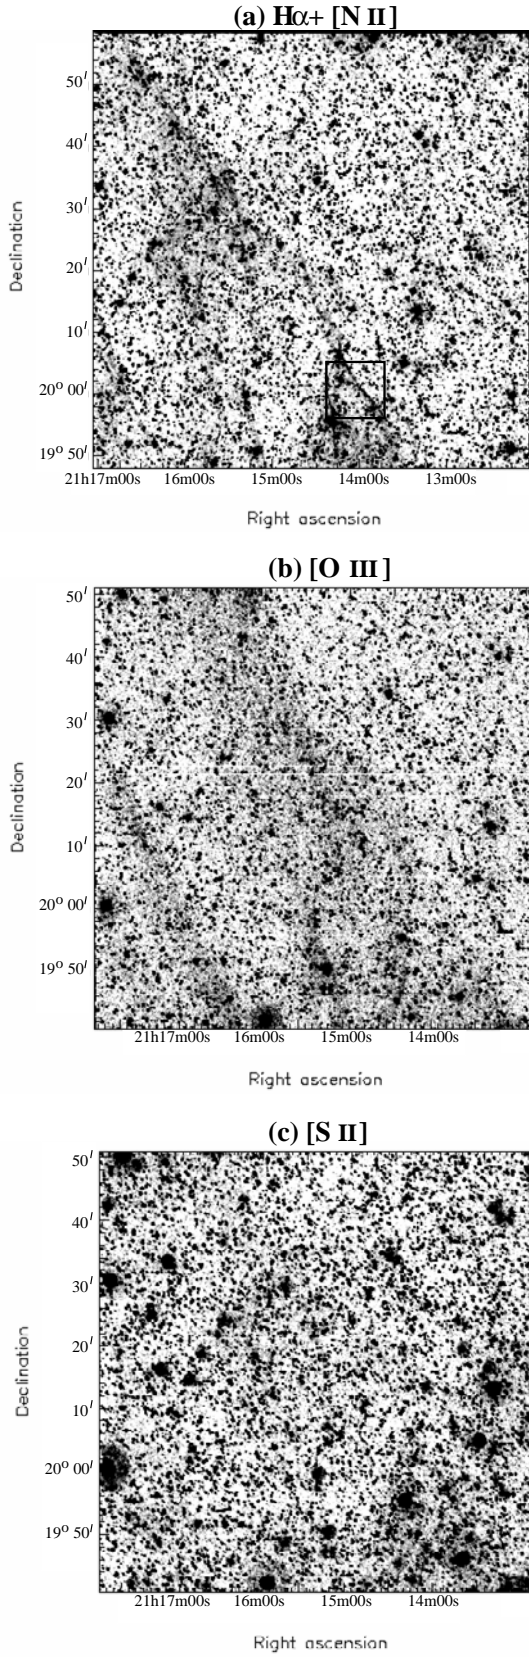 (a) Hα+ [N II]
50′
40′
30′
20′
10′
20° 00′
19° 50′
Declination
21h17m00s 16m00s 15m00s 14m00s 13m00s
Right ascension
(b) [O III]
50′
40′
30′
20′
10′
20° 00′
19° 50′
Declination
21h17m00s 16m00s 15m00s 14m00s
Right ascension
(c) [S II]
50′
40′
30′
20′
10′
20° 00′
19° 50′
Declination
21h17m00s 16m00s 15m00s 14m00s
Right ascension